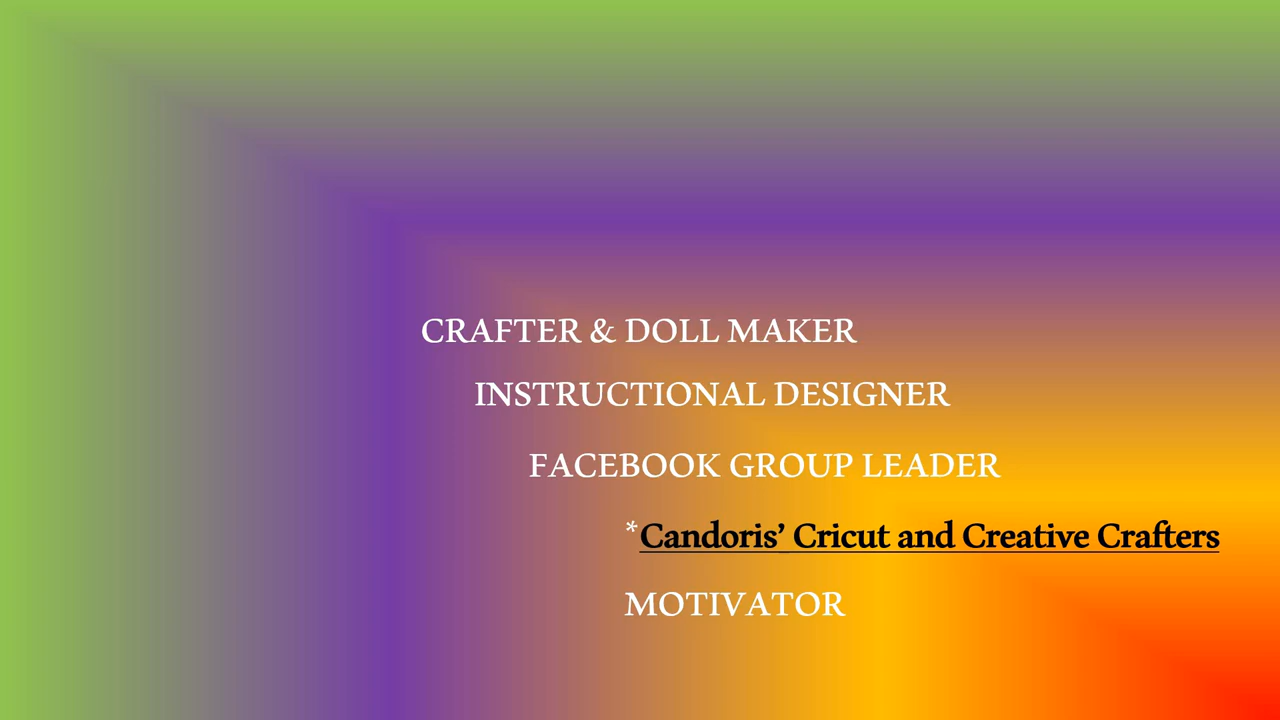 CRAFTER & DOLL MAKER
INSTRUCTIONAL DESIGNER
FACEBOOK GROUP LEADER
*Candoris’ Cricut and Creative Crafters
MOTIVATOR